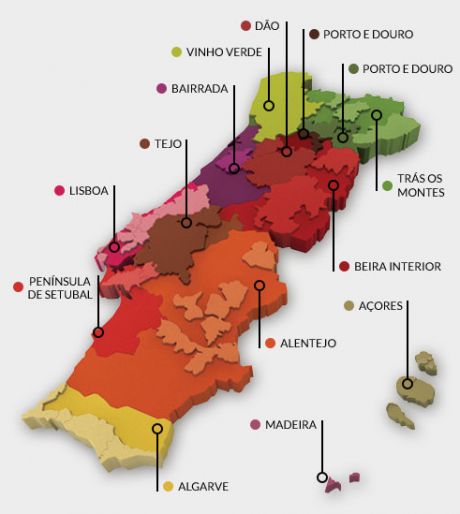 DÃO
PORTO E DOURO
VINHO VERDE
PORTO E DOURO
BAIRRADA
TEJO
TRÁS OS
MONTES
LISBOA
BEIRA INTERIOR
PENÍNSULA
DE SETUBAL
AÇORES
ALENTEJO
MADEIRA
ALGARVE